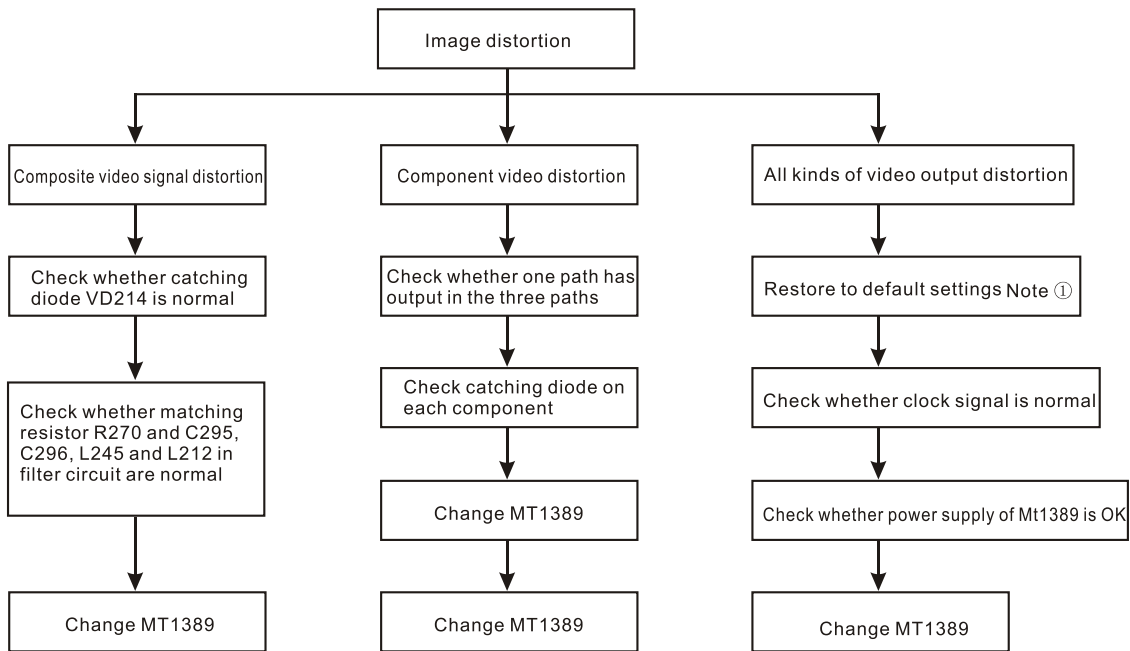 Image distortion
Composite video signal distortion
Check whether catching
diode VD214 is normal
Check whether matching
resistor R270 and C295,
C296, L245 and L212 in
filter circuit are normal
Change MT1389
Component video distortion
Check whether one path has
output in the three paths
Check catching diode on
each component
Change MT1389
Change MT1389
All kinds of video output distortion
Restore to default settings Note ①
Check whether clock signal is normal
Check whether power supply of Mt1389 is OK
Change MT1389